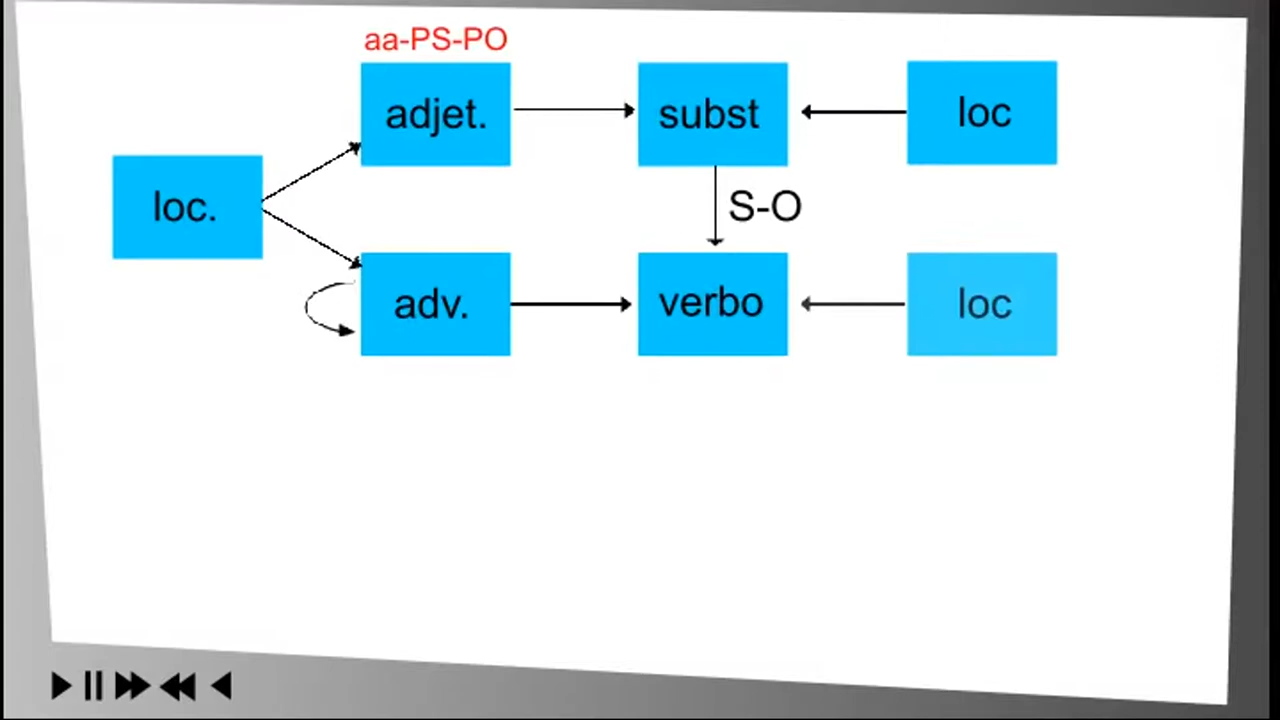 aa-PS-PO
adjet.
subst
loc
loc.
S-O
adv.
verbo
loc